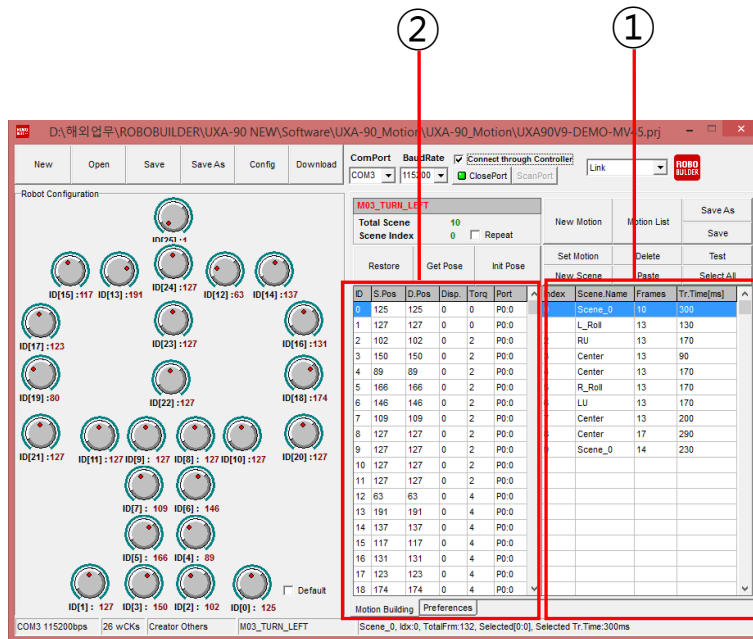 ② ①
D:\해외업무\ROBOBUILDER\UXA-90 NEW\Software\UXA-90_Motion\UXA-90_Motion\UXA90V9-DEMO-MV45.prj
New Open Save Save As Config Download
ComPort BaudRate Connect through Controller
COM3 115200 ClosePort ScanPort
Link
ROBO BUILDER
Robot Configuration
ID[25] :1
ID[15] :117 ID[13] :191 ID[24] :127 ID[12] :63 ID[14] :137
ID[17] :123 ID[23] :127 ID[16] :131
ID[19] :80 ID[22] :127 ID[18] :174
ID[21] :127 ID[11] :127 ID[9] : 127 ID[8] : 127 ID[10] :127 ID[20] :127
ID[7] : 109 ID[6] : 146
ID[5] : 166 ID[4] : 89
ID[1] : 127 ID[3] : 150 ID[2] : 102 ID[0] : 125
Default
M03_TURN_LEFT
Total Scene 10
Scene Index 0 Repeat
Restore Get Pose Init Pose
New Motion Motion List Save As
Save
Set Motion Delete Test
New Scene Paste Select All
ID S.Pos D.Pos Disp. Torq Port
0 125 125 0 0 P0:0
1 127 127 0 0 P0:0
2 102 102 0 2 P0:0
3 150 150 0 2 P0:0
4 89 89 0 2 P0:0
5 166 166 0 2 P0:0
6 146 146 0 2 P0:0
7 109 109 0 2 P0:0
8 127 127 0 2 P0:0
9 127 127 0 2 P0:0
10 127 127 0 2 P0:0
11 127 127 0 2 P0:0
12 63 63 0 4 P0:0
13 191 191 0 4 P0:0
14 137 137 0 4 P0:0
15 117 117 0 4 P0:0
16 131 131 0 4 P0:0
17 123 123 0 4 P0:0
18 174 174 0 4 P0:0
Index Scene.Name Frames Tr.Time[ms]
Scene_0 10 300
L_Roll 13 130
RU 13 170
Center 13 90
Center 13 170
R_Roll 13 170
LU 13 170
Center 13 200
Center 17 290
Scene_0 14 230
Motion Building Preferences
COM3 115200bps 26 wCKs Creator Others M03_TURN_LEFT Scene_0, Idx:0, TotalFrm:132, Selected[0:0], Selected Tr.Time:300ms